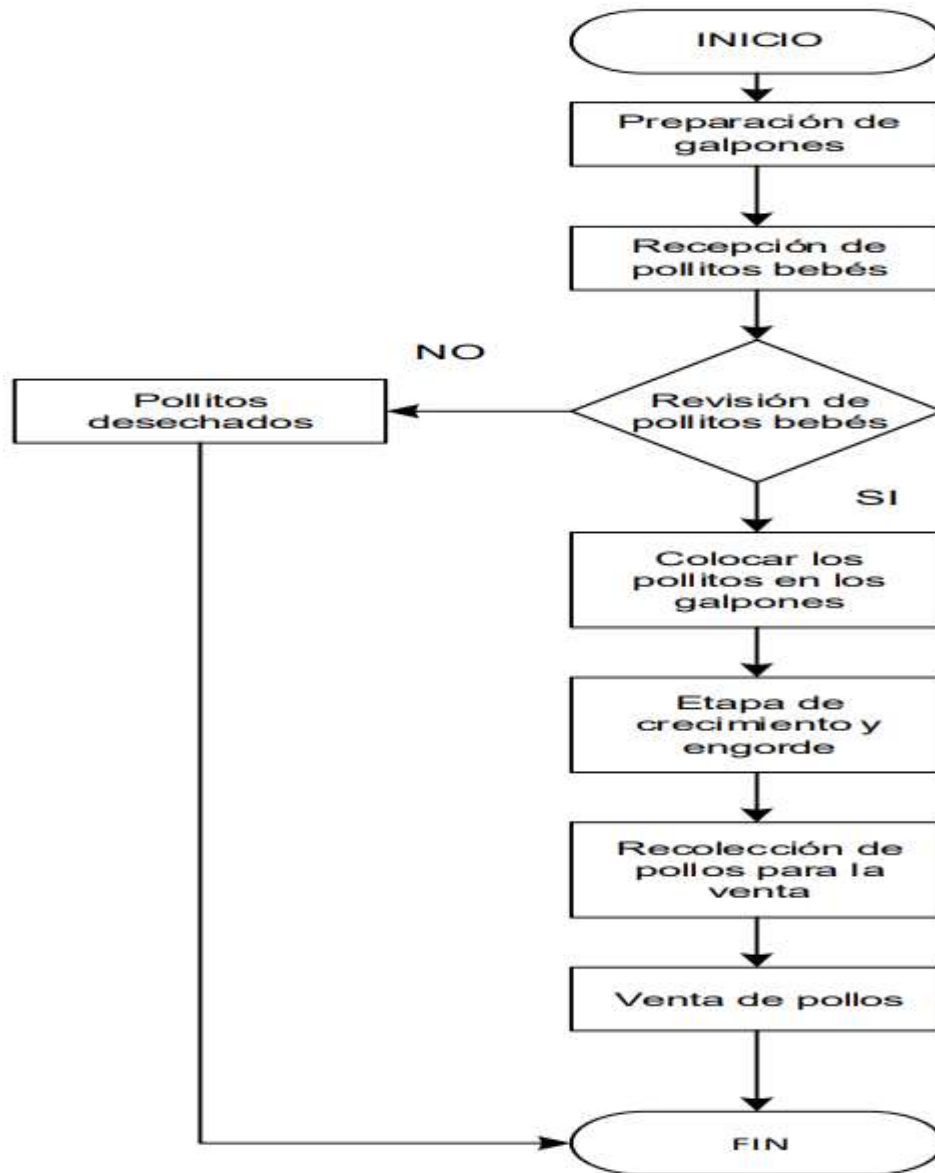 INICIO
Preparación de
galpones
Recepción de
pollitos bebés
NO
Pollitos
desechados
Revisión de
pollitos bebés
SI
Colocar los
pollitos en los
galpones
Etapa de
crecimiento y
engorde
Recolección de
pollos para la
venta
Venta de pollos
FIN